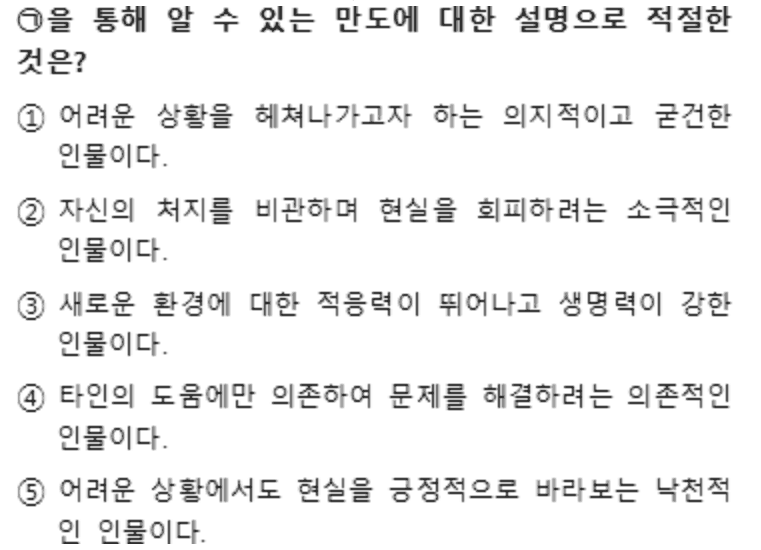 ㉠을 통해 알 수 있는 만도에 대한 설명으로 적절한
것은?
① 어려운 상황을 헤쳐나가고자 하는 의지적이고 굳건한
인물이다.
② 자신의 처지를 비관하며 현실을 회피하려는 소극적인
인물이다.
③ 새로운 환경에 대한 적응력이 뛰어나고 생명력이 강한
인물이다.
④ 타인의 도움에만 의존하여 문제를 해결하려는 의존적인
인물이다.
⑤ 어려운 상황에서도 현실을 긍정적으로 바라보는 낙천적
인 인물이다.